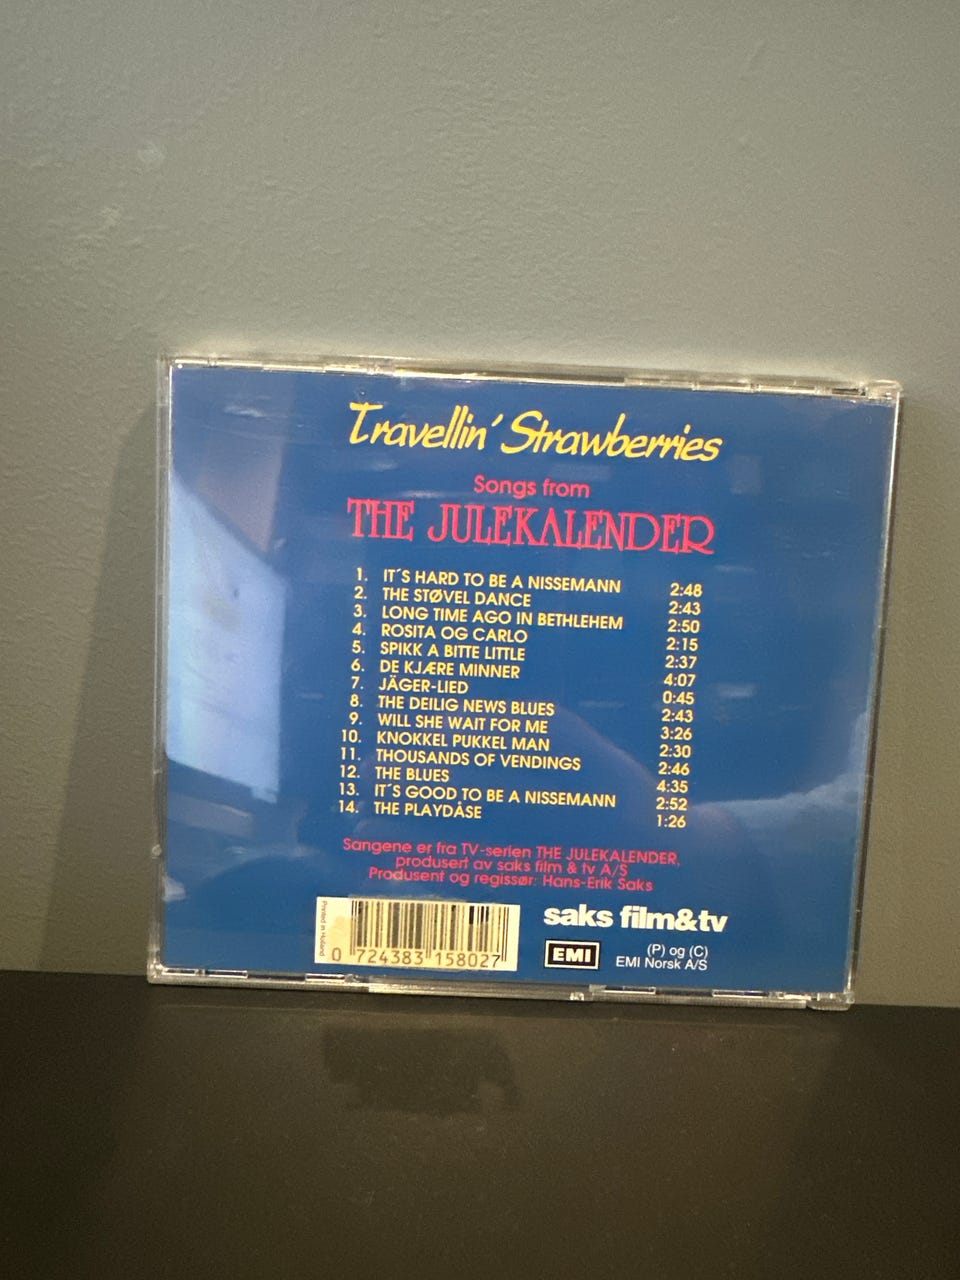 Travellin' Strawberries
Songs from
THE JULEKALENDER
1. IT´S HARD TO BE A NISSEMANN 2:48
2. THE STØVEL DANCE 2:43
3. LONG TIME AGO IN BETHLEHEM 2:50
4. ROSITA OG CARLO 2:15
5. SPIKK A BITTE LITTLE 2:37
6. DE KJÆRE MINNER 4:07
7. JÄGER-LIED 0:45
8. THE DEILIG NEWS BLUES 2:43
9. WILL SHE WAIT FOR ME 3:26
10. KNOKKEL PUKKEL MAN 2:30
11. THOUSANDS OF VENDINGS 2:46
12. THE BLUES 4:35
13. IT´S GOOD TO BE A NISSEMANN 2:52
14. THE PLAYDÅSE 1:26
Sangene er fra TV-serien THE JULEKALENDER,
produsert av saks film & tv A/S
Produsent og regissør: Hans-Erik Saks
Printed in Holland
0 724383 158027
saks film&tv
EMI
(P) og (C)
EMI Norsk A/S